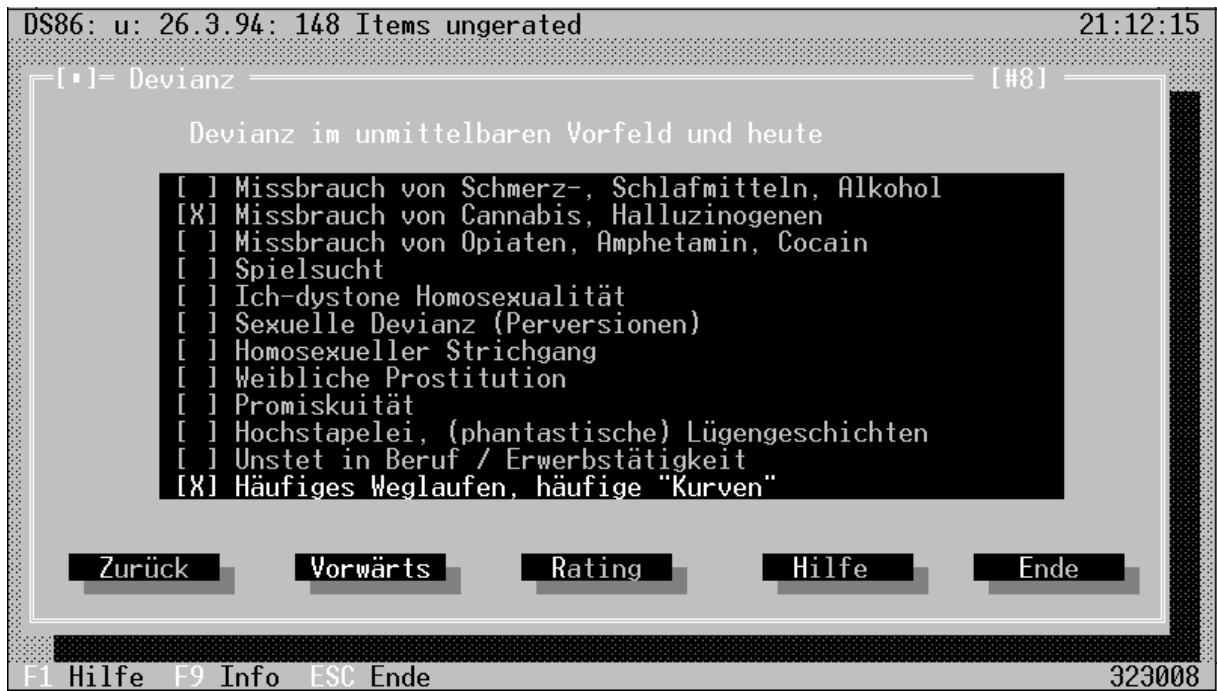 DS86: u: 26.3.94: 148 Items ungerated 21:12:15
[▪]= Devianz [#8]
Devianz im unmittelbaren Vorfeld und heute
[ ] Missbrauch von Schmerz-, Schlafmitteln, Alkohol
[X] Missbrauch von Cannabis, Halluzinogenen
[ ] Missbrauch von Opiaten, Amphetamin, Cocain
[ ] Spielsucht
[ ] Ich-dystone Homosexualität
[ ] Sexuelle Devianz (Perversionen)
[ ] Homosexueller Strichgang
[ ] Weibliche Prostitution
[ ] Promiskuität
[ ] Hochstapelei, (phantastische) Lügengeschichten
[ ] Unstet in Beruf / Erwerbstätigkeit
[X] Häufiges Weglaufen, häufige "Kurven"
Zurück Vorwärts Rating Hilfe Ende
F1 Hilfe F9 Info ESC Ende 323008